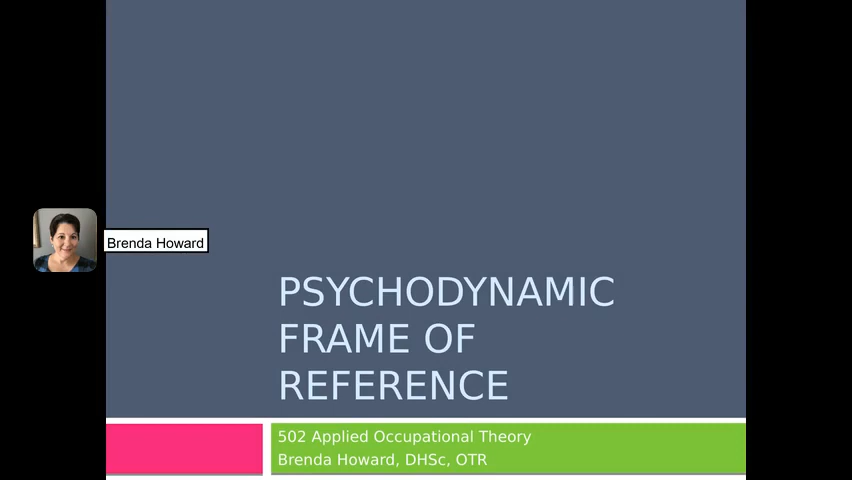 Brenda Howard
PSYCHODYNAMIC
FRAME OF
REFERENCE
502 Applied Occupational Theory
Brenda Howard, DHSc, OTR